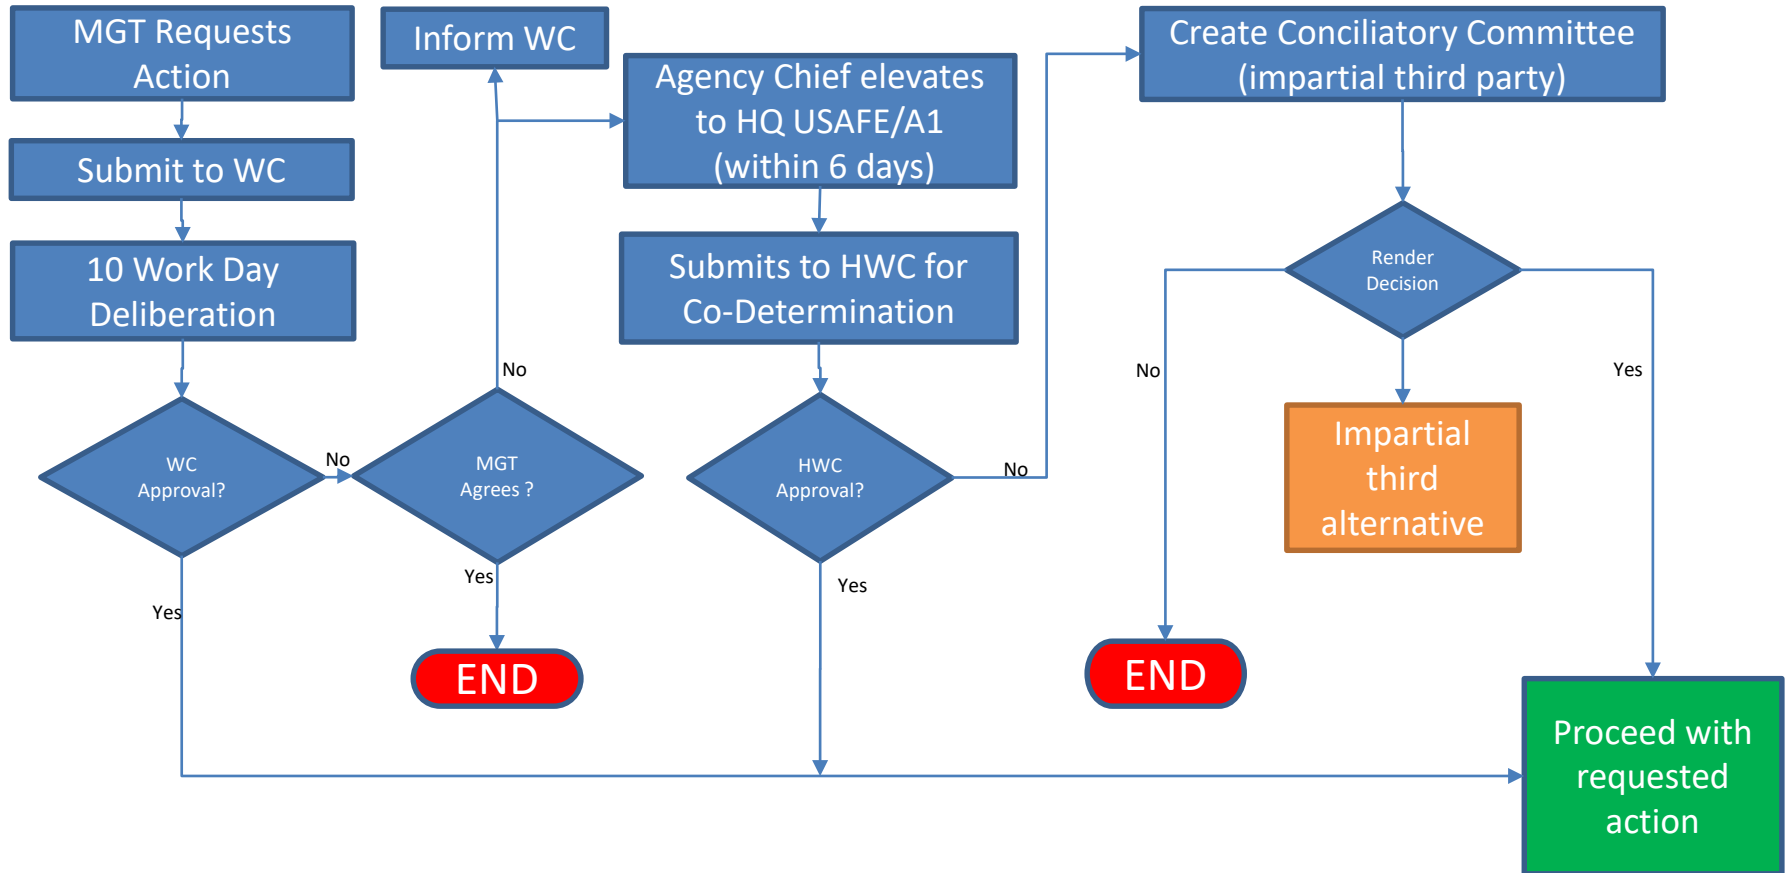 MGT Requests
Action
Submit to WC
10 Work Day
Deliberation
WC
Approval?
No
Yes
MGT
Agrees ?
No
Yes
END
Inform WC
Agency Chief elevates
to HQ USAFE/A1
(within 6 days)
Submits to HWC for
Co-Determination
HWC
Approval?
No
Yes
Create Conciliatory Committee
(impartial third party)
Render
Decision
No
Yes
Impartial
third
alternative
END
Proceed with
requested
action